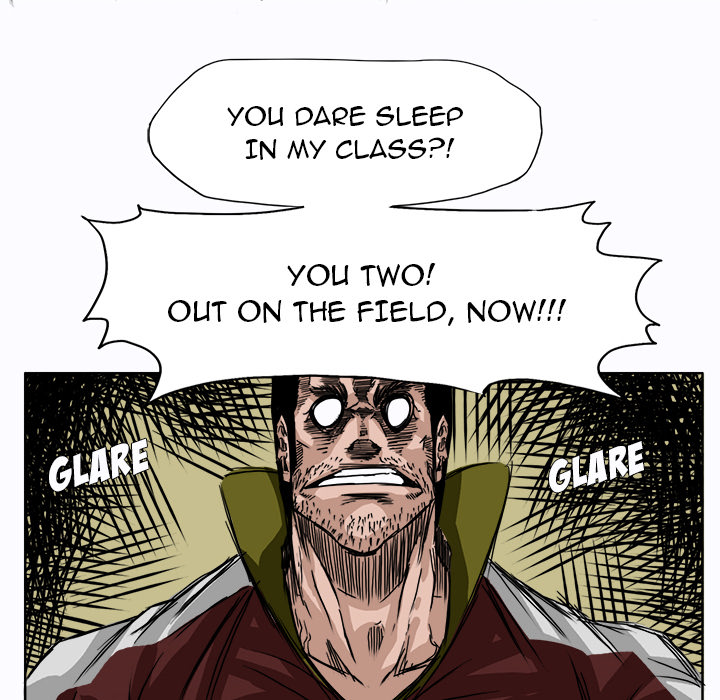 YOU DARE SLEEP
IN MY CLASS?!
YOU TWO!
OUT ON THE FIELD, NOW!!!
GLARE
GLARE